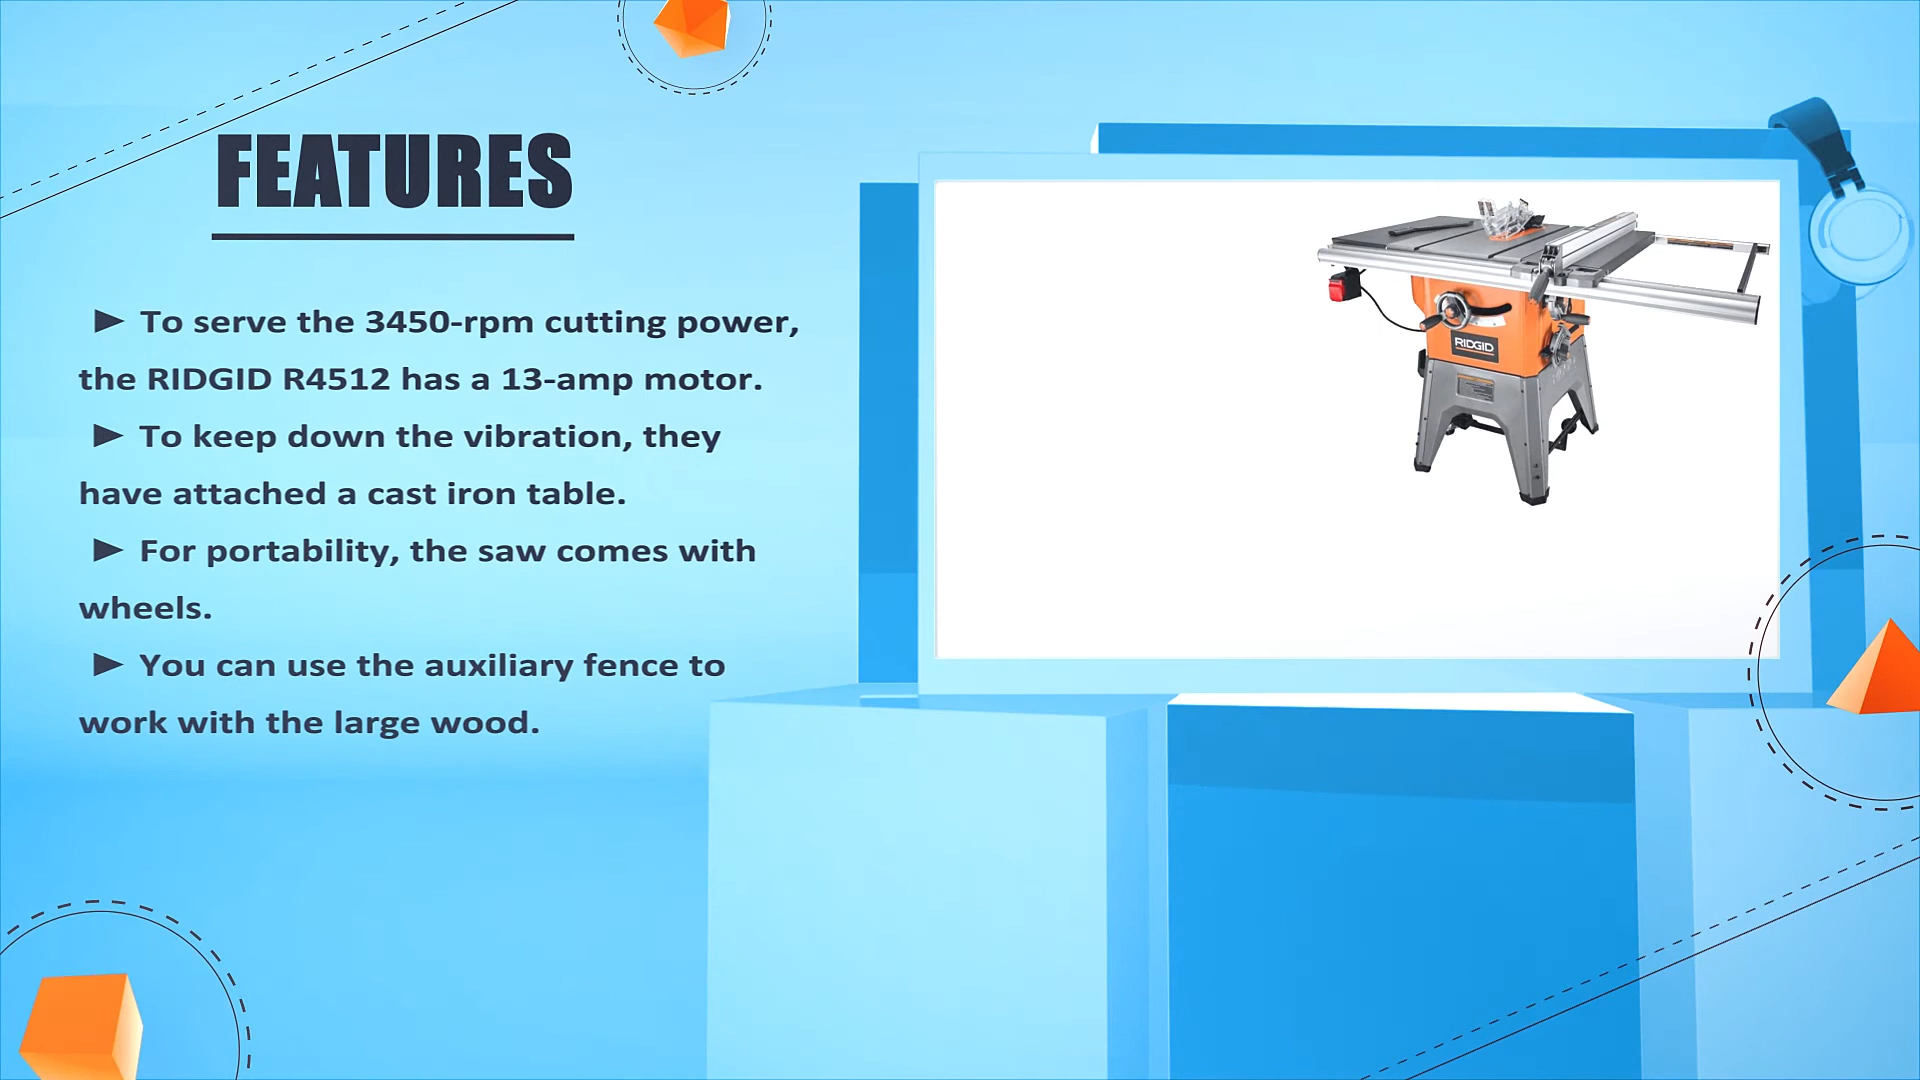 FEATURES
► To serve the 3450-rpm cutting power,
the RIDGID R4512 has a 13-amp motor.
► To keep down the vibration, they
have attached a cast iron table.
► For portability, the saw comes with
wheels.
► You can use the auxiliary fence to
work with the large wood.
RIDGID